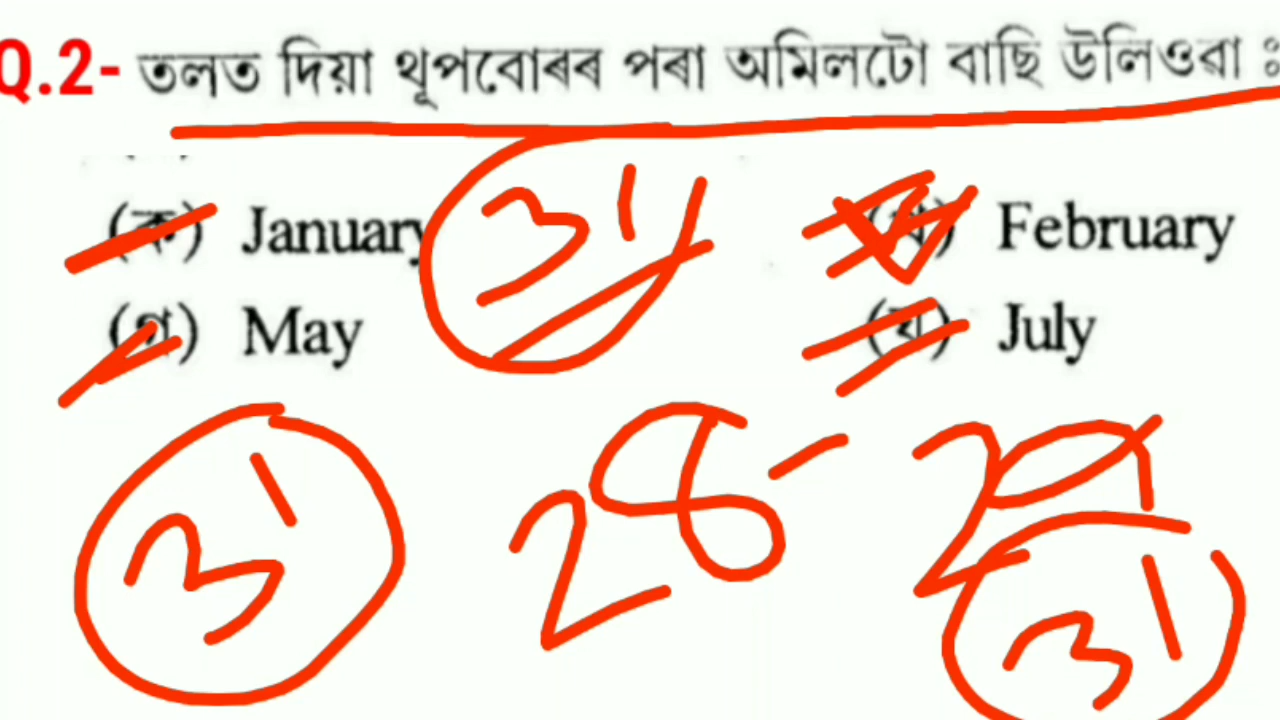 Q.2- তলত দিয়া থূপবোৰৰ পৰা অমিলটো বাছি উলিওৱা ঃ
(ক) January 31 (খ) February
(গ) May (ঘ) July
31 28 - 29
31